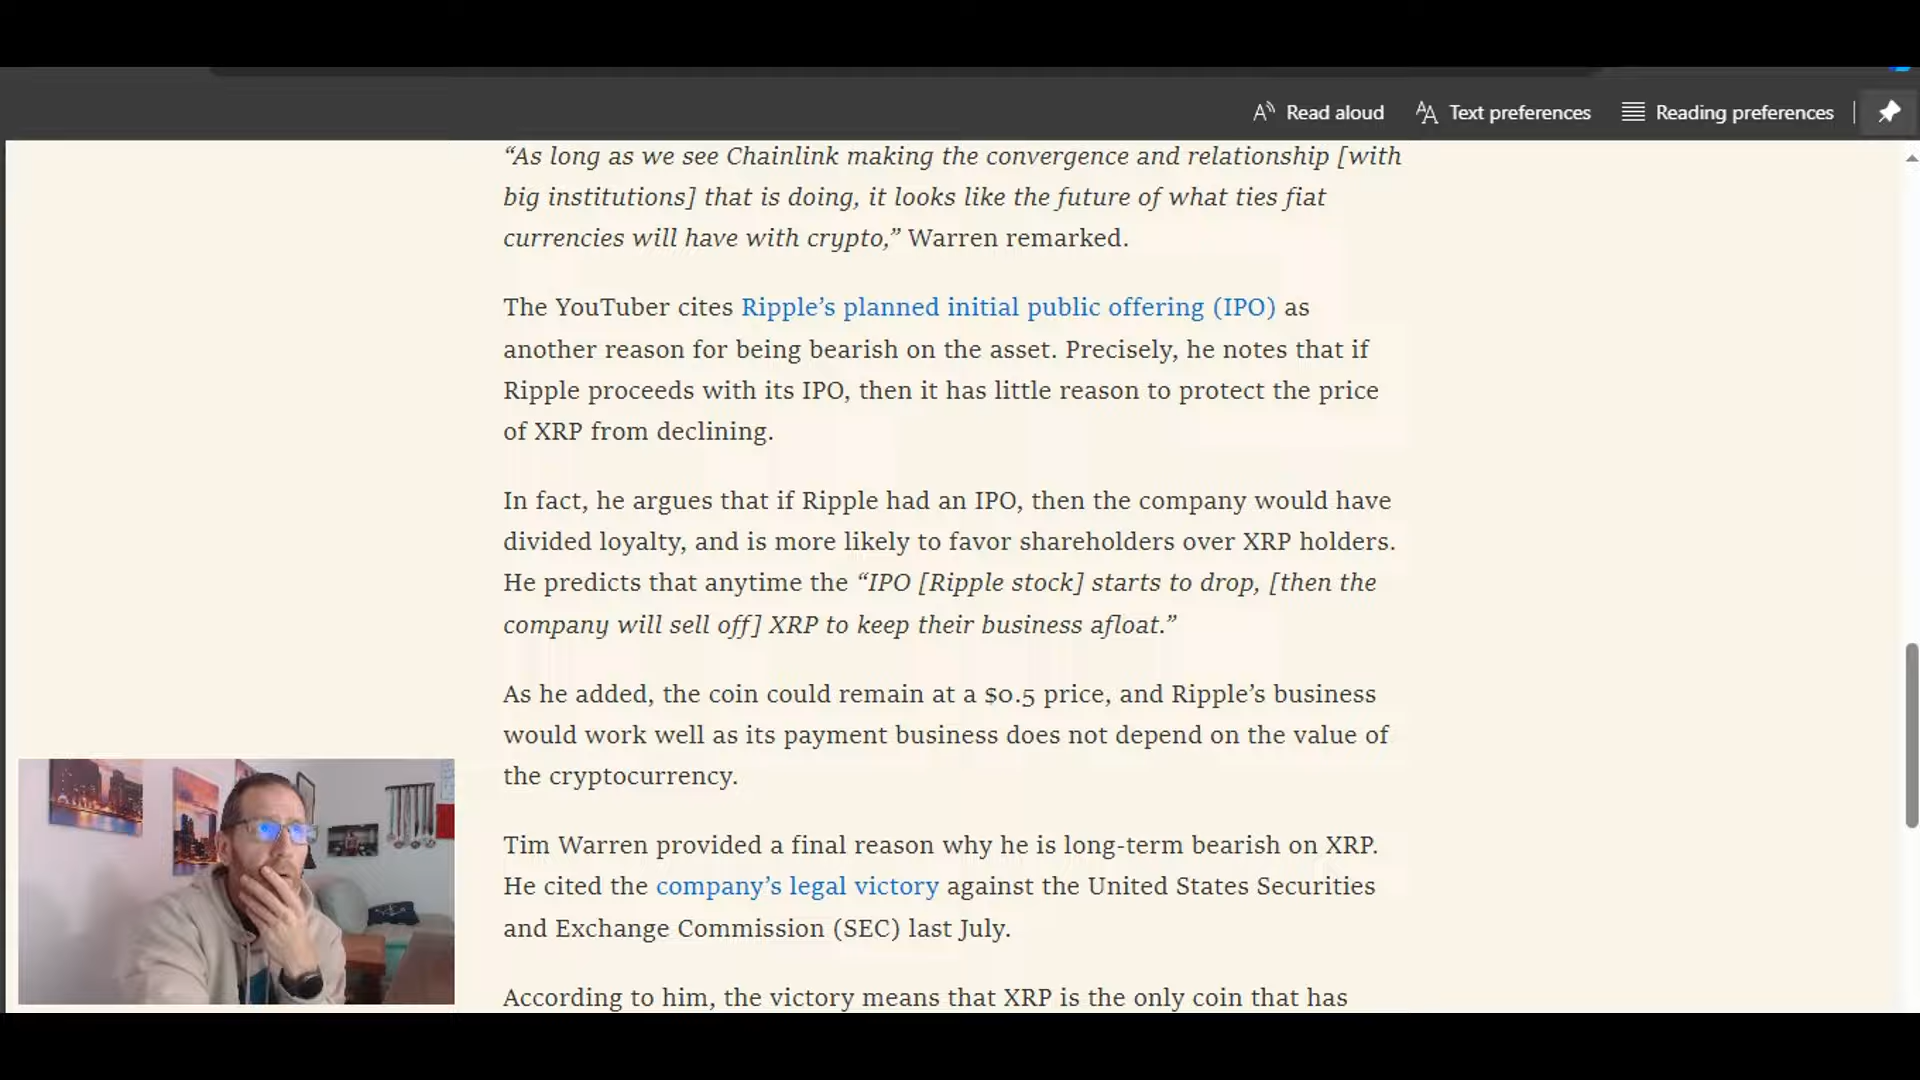 Read aloud
Text preferences
Reading preferences
“As long as we see Chainlink making the convergence and relationship [with
big institutions] that is doing, it looks like the future of what ties fiat
currencies will have with crypto,” Warren remarked.
The YouTuber cites Ripple’s planned initial public offering (IPO) as
another reason for being bearish on the asset. Precisely, he notes that if
Ripple proceeds with its IPO, then it has little reason to protect the price
of XRP from declining.
In fact, he argues that if Ripple had an IPO, then the company would have
divided loyalty, and is more likely to favor shareholders over XRP holders.
He predicts that anytime the “IPO [Ripple stock] starts to drop, [then the
company will sell off] XRP to keep their business afloat.”
As he added, the coin could remain at a $0.5 price, and Ripple’s business
would work well as its payment business does not depend on the value of
the cryptocurrency.
Tim Warren provided a final reason why he is long-term bearish on XRP.
He cited the company’s legal victory against the United States Securities
and Exchange Commission (SEC) last July.
According to him, the victory means that XRP is the only coin that has